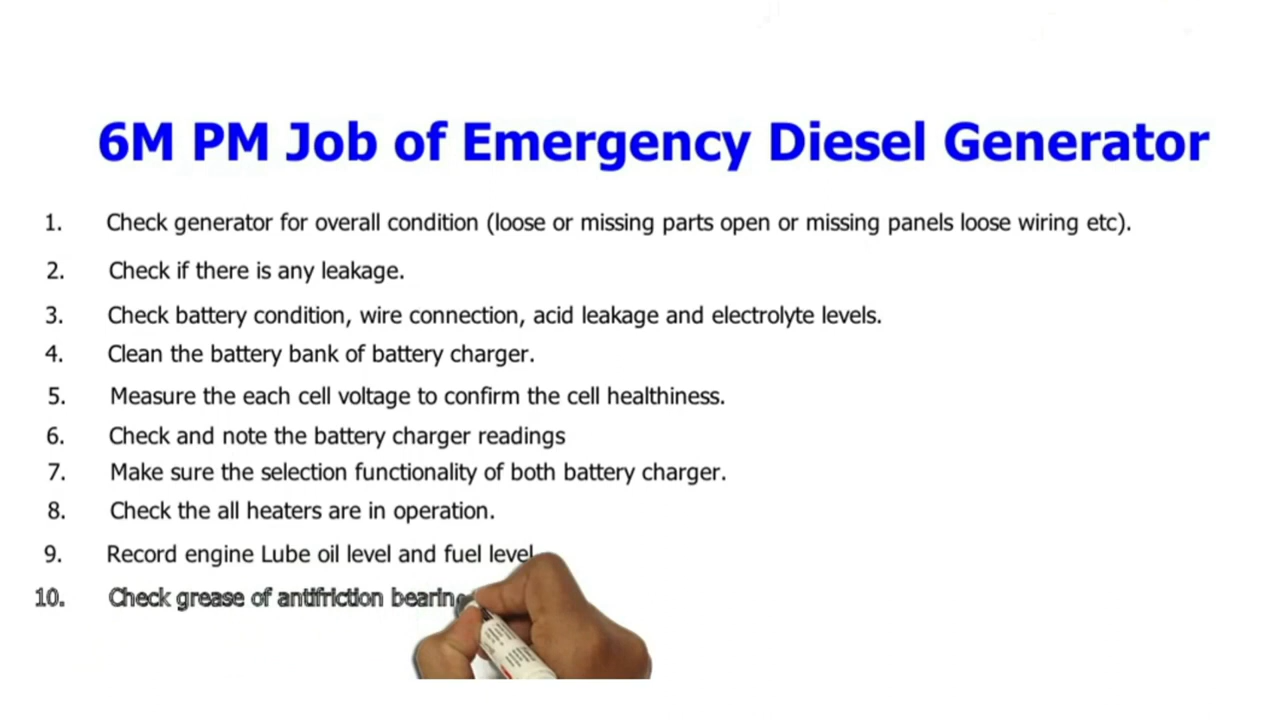 6M PM Job of Emergency Diesel Generator
1. Check generator for overall condition (loose or missing parts open or missing panels loose wiring etc).
2. Check if there is any leakage.
3. Check battery condition, wire connection, acid leakage and electrolyte levels.
4. Clean the battery bank of battery charger.
5. Measure the each cell voltage to confirm the cell healthiness.
6. Check and note the battery charger readings
7. Make sure the selection functionality of both battery charger.
8. Check the all heaters are in operation.
9. Record engine Lube oil level and fuel level
10. Check grease of antifriction bearing